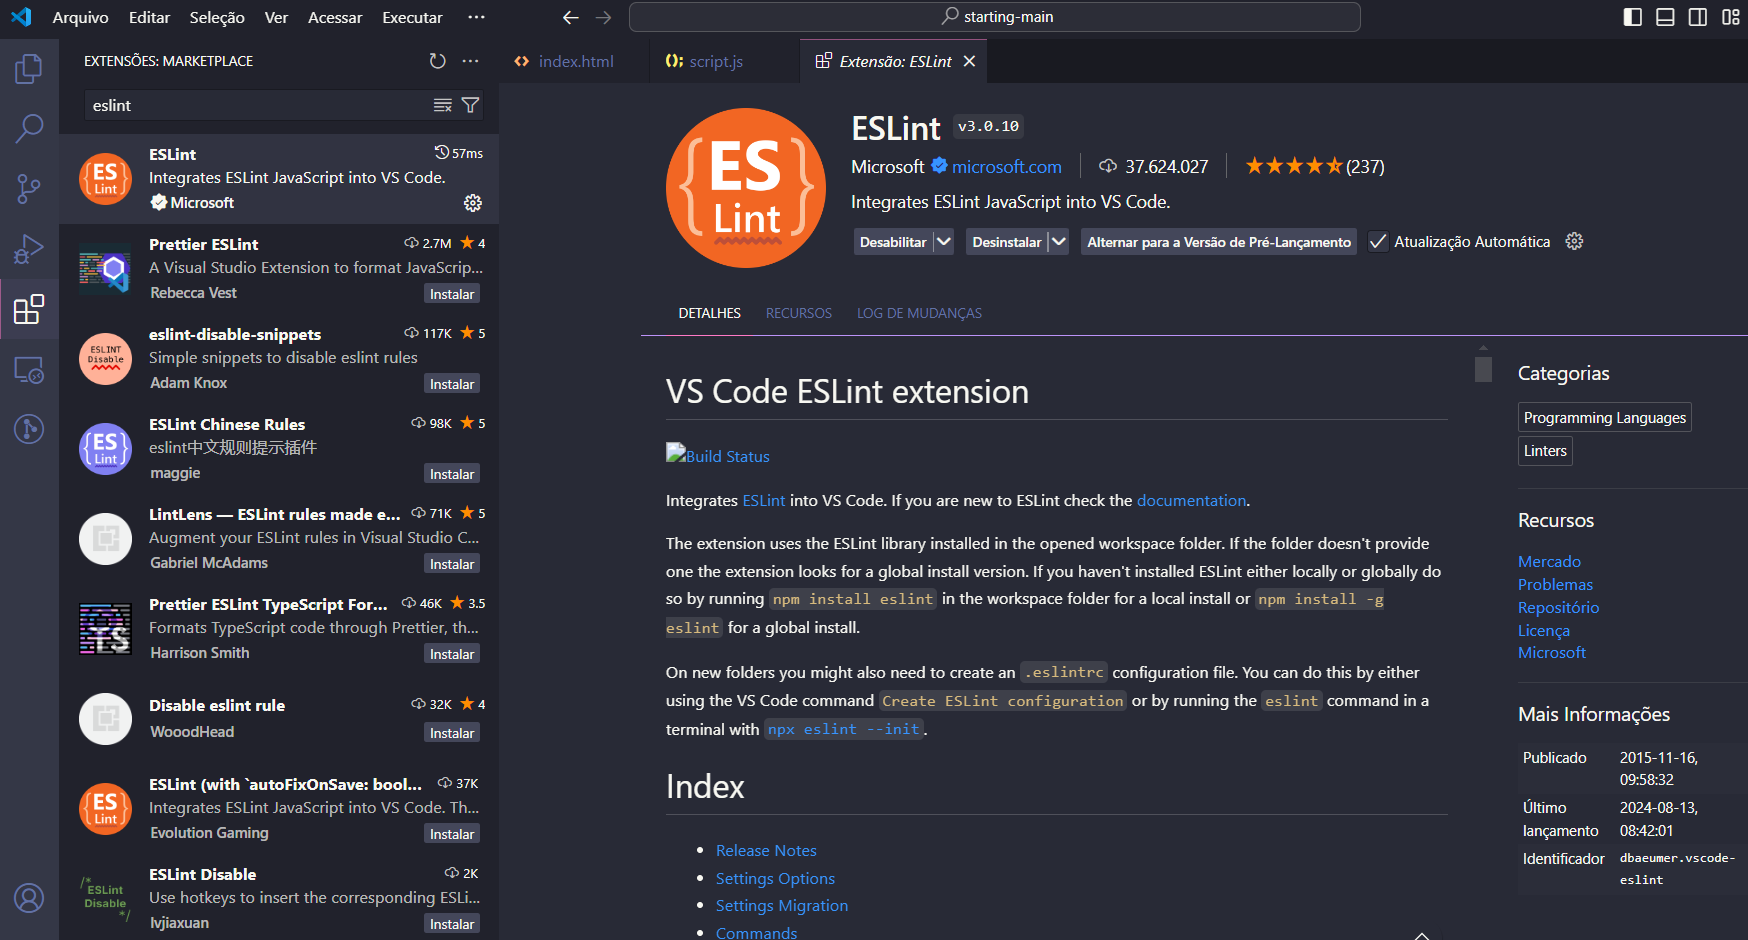 Arquivo Editar Seleção Ver Acessar Executar ···
starting-main
EXTENSÕES: MARKETPLACE
eslint
ESLint 57ms
Integrates ESLint JavaScript into VS Code.
Microsoft
Prettier ESLint 2.7M 4
A Visual Studio Extension to format JavaScrip...
Rebecca Vest Instalar
ESLINT
Disable
eslint-disable-snippets 117K 5
Simple snippets to disable eslint rules
Adam Knox Instalar
ESLint Chinese Rules 98K 5
eslint中文规则提示插件
maggie Instalar
LintLens — ESLint rules made e... 71K 5
Augment your ESLint rules in Visual Studio C...
Gabriel McAdams Instalar
Prettier ESLint TypeScript For... 46K 3.5
Formats TypeScript code through Prettier, th...
Harrison Smith Instalar
TS
Disable eslint rule 32K 4
WooodHead Instalar
ESLint (with `autoFixOnSave: bool... 37K
Integrates ESLint JavaScript into VS Code. Th...
Evolution Gaming Instalar
/*
ESLint
Disable
*/
ESLint Disable 2K
Use hotkeys to insert the corresponding ESLi...
lvjiaxuan Instalar
index.html script.js Extensão: ESLint
{ES
Lint}
ESLint v3.0.10
Microsoft microsoft.com 37.624.027 (237)
Integrates ESLint JavaScript into VS Code.
Desabilitar Desinstalar Alternar para a Versão de Pré-Lançamento Atualização Automática
DETALHES RECURSOS LOG DE MUDANÇAS
VS Code ESLint extension
Build Status
Integrates ESLint into VS Code. If you are new to ESLint check the documentation.
The extension uses the ESLint library installed in the opened workspace folder. If the folder doesn't provide
one the extension looks for a global install version. If you haven't installed ESLint either locally or globally do
so by running npm install eslint in the workspace folder for a local install or npm install -g
eslint for a global install.
On new folders you might also need to create an .eslintrc configuration file. You can do this by either
using the VS Code command Create ESLint configuration or by running the eslint command in a
terminal with npx eslint --init.
Index
Release Notes
Settings Options
Settings Migration
Commands
Categorias
Programming Languages
Linters
Recursos
Mercado
Problemas
Repositório
Licença
Microsoft
Mais Informações
Publicado 2015-11-16,
09:58:32
Último 2024-08-13,
lançamento 08:42:01
Identificador dbaeumer.vscode-
eslint